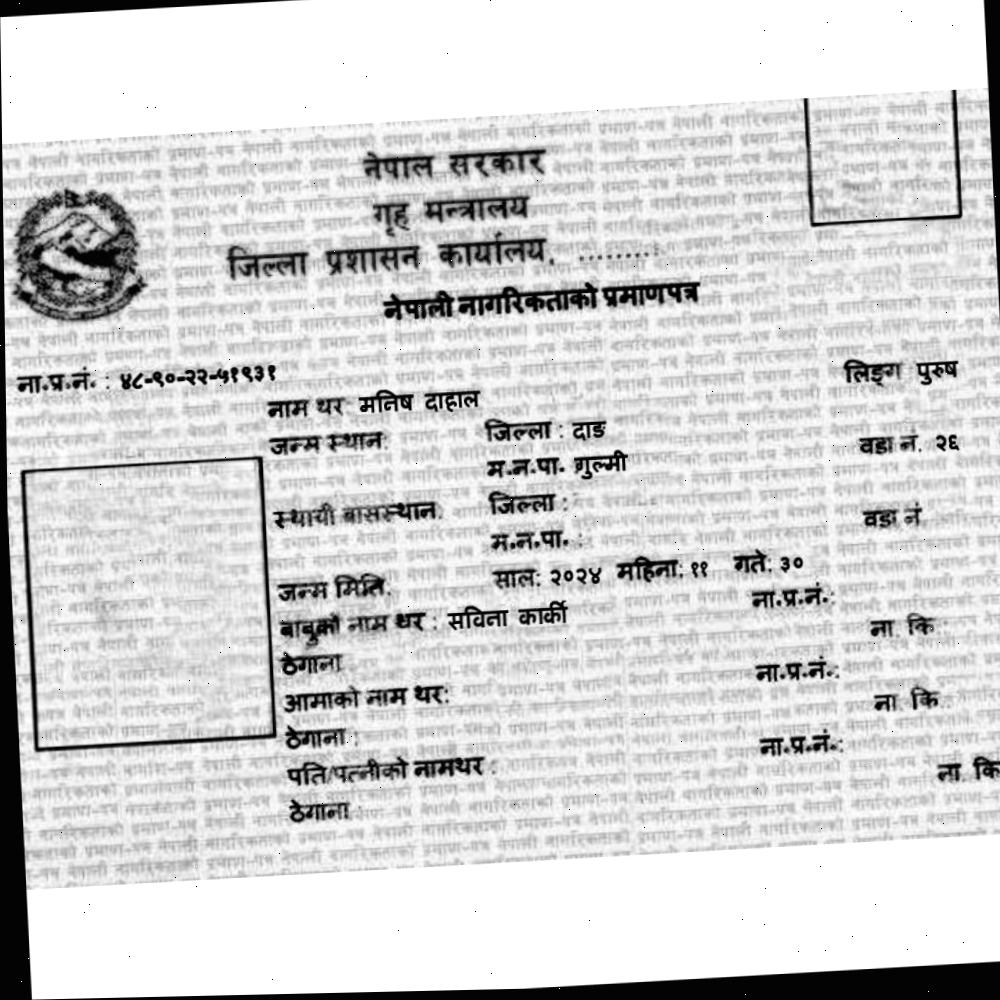 नेपाल सरकार
गृह मन्त्रालय
जिल्ला प्रशासन कार्यालय, .........
नेपाली नागरिकताको प्रमाणपत्र
ना.प्र.नं. : ४८-९०-२२-५१९३१ लिङ्ग पुरुष
नाम थर: मनिष दाहाल
जन्म स्थान: जिल्ला : दाङ वडा नं. २६
म.न.पा. गुल्मी
स्थायी बासस्थान: जिल्ला : वडा नं.
म.न.पा. :
जन्म मिति: साल: २०२४ महिना: ११ गते: ३०
बाबुको नाम थर : सविता कार्की ना.प्र.नं.:
ठेगाना : ना. कि :
आमाको नाम थर: ना.प्र.नं.:
ठेगाना : ना. कि :
पति/पत्नीको नामथर : ना.प्र.नं.:
ठेगाना : ना. कि